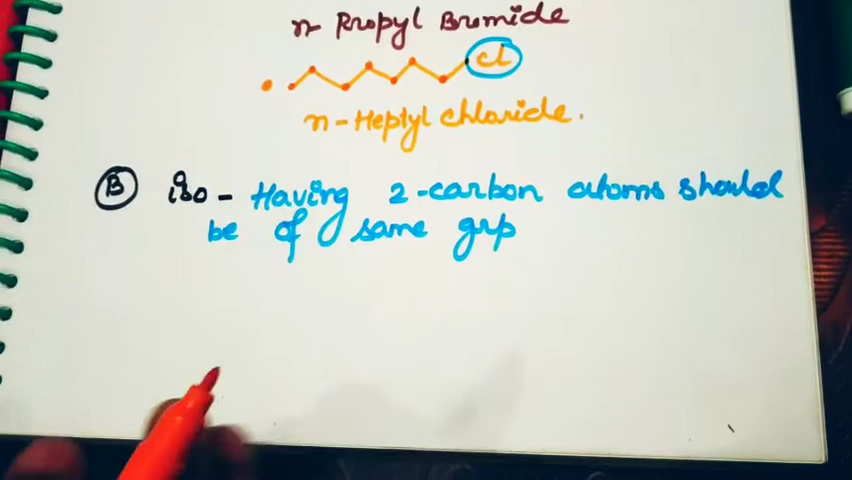 n Propyl Bromide
Cl
n-Heptyl chloride.
B iso - Having 2-carbon atoms should
be of same grp